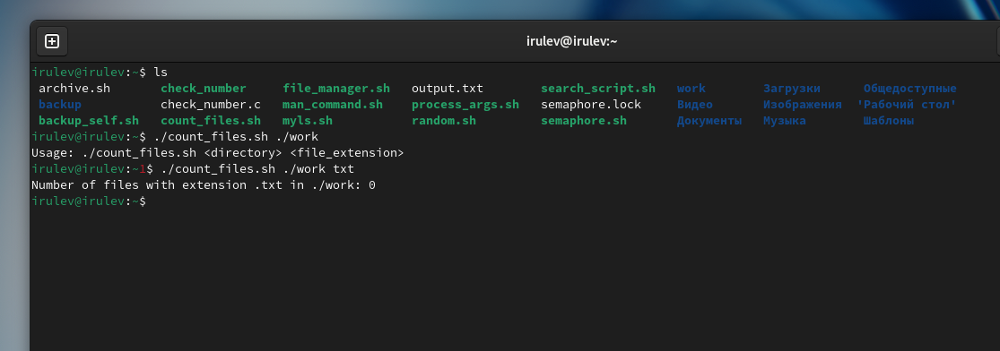 irulev@irulev:~
irulev@irulev:~$ ls
archive.sh check_number file_manager.sh output.txt search_script.sh work Загрузки Общедоступные
backup check_number.c man_command.sh process_args.sh semaphore.lock Видео Изображения 'Рабочий стол'
backup_self.sh count_files.sh myls.sh random.sh semaphore.sh Документы Музыка Шаблоны
irulev@irulev:~$ ./count_files.sh ./work
Usage: ./count_files.sh <directory> <file_extension>
irulev@irulev:~1$ ./count_files.sh ./work txt
Number of files with extension .txt in ./work: 0
irulev@irulev:~$